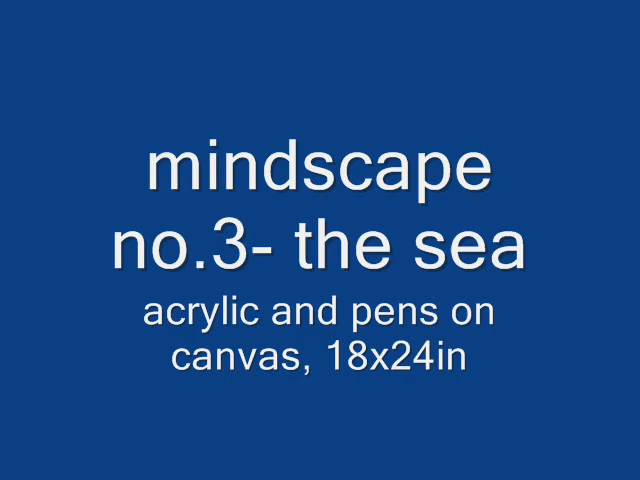 mindscape
no.3- the sea
acrylic and pens on
canvas, 18x24in